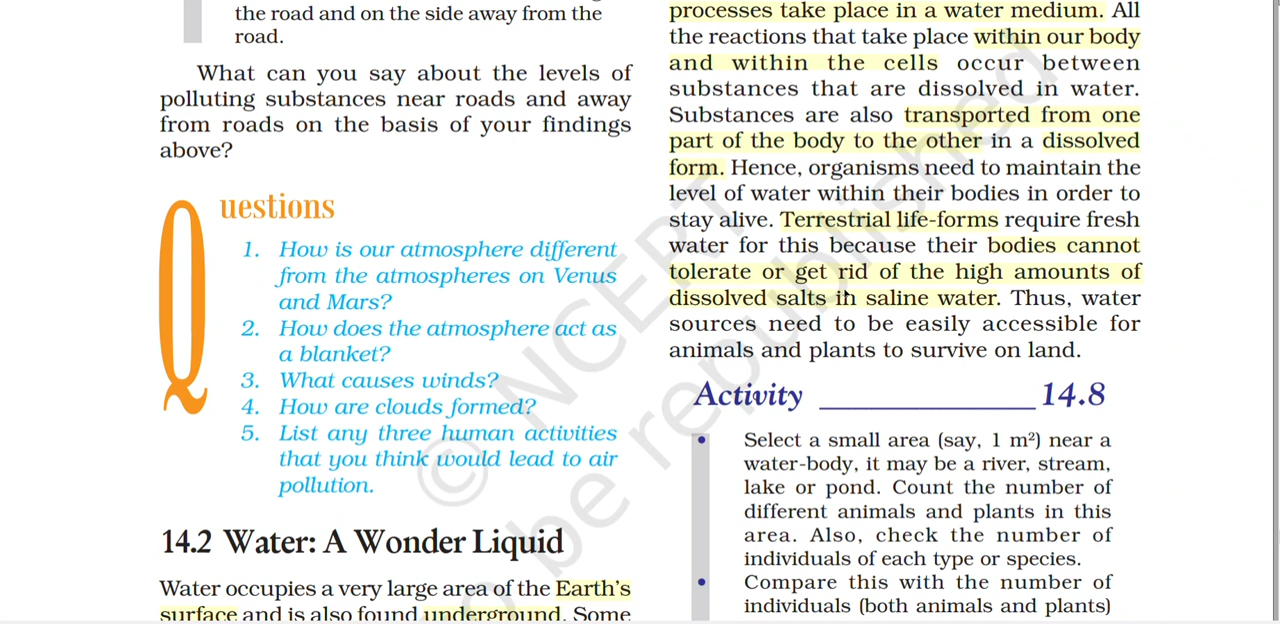 the road and on the side away from the
road.
What can you say about the levels of
polluting substances near roads and away
from roads on the basis of your findings
above?
Questions
1. How is our atmosphere different
from the atmospheres on Venus
and Mars?
2. How does the atmosphere act as
a blanket?
3. What causes winds?
4. How are clouds formed?
5. List any three human activities
that you think would lead to air
pollution.
14.2 Water: A Wonder Liquid
Water occupies a very large area of the Earth's
surface and is also found underground. Some
processes take place in a water medium. All
the reactions that take place within our body
and within the cells occur between
substances that are dissolved in water.
Substances are also transported from one
part of the body to the other in a dissolved
form. Hence, organisms need to maintain the
level of water within their bodies in order to
stay alive. Terrestrial life-forms require fresh
water for this because their bodies cannot
tolerate or get rid of the high amounts of
dissolved salts in saline water. Thus, water
sources need to be easily accessible for
animals and plants to survive on land.
Activity ____________ 14.8
• Select a small area (say, 1 m²) near a
water-body, it may be a river, stream,
lake or pond. Count the number of
different animals and plants in this
area. Also, check the number of
individuals of each type or species.
• Compare this with the number of
individuals (both animals and plants)
© NCERT
be republished